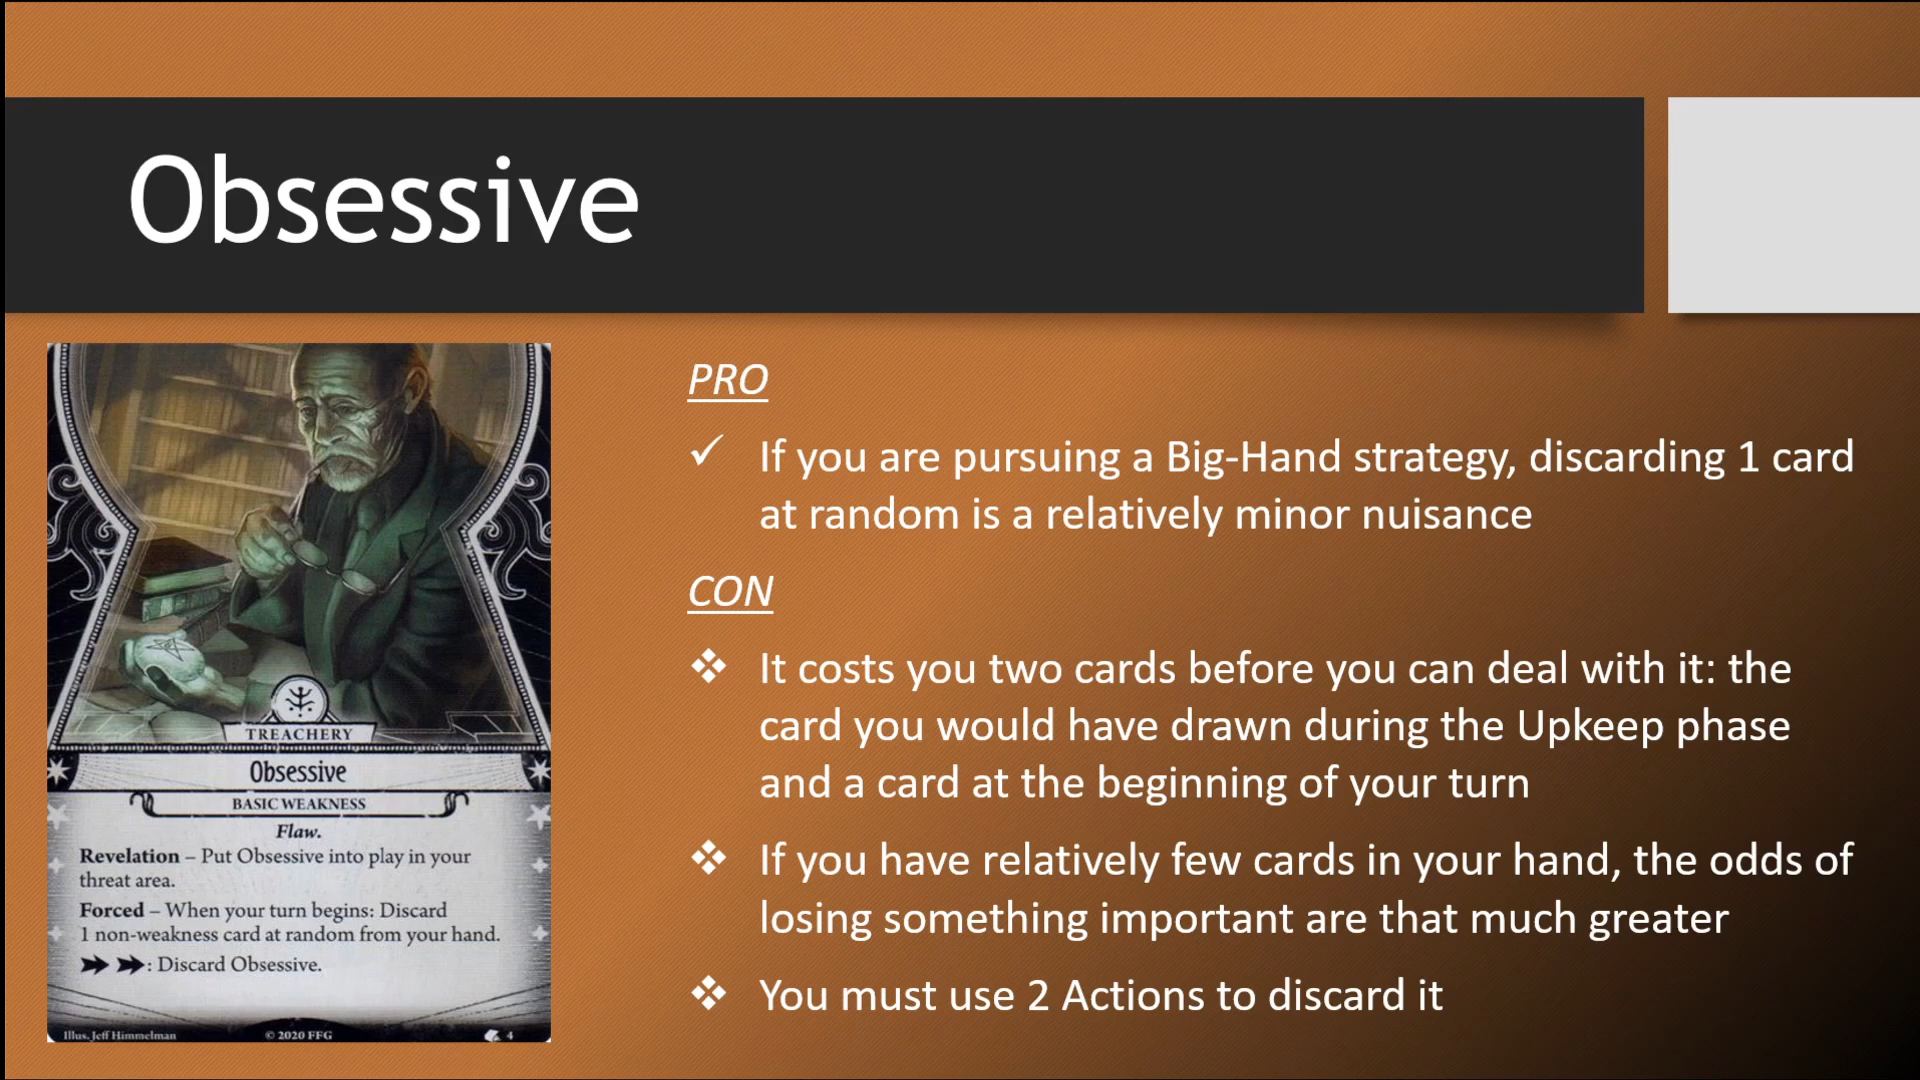 Obsessive
TREACHERY
Obsessive
BASIC WEAKNESS
Flaw.
Revelation – Put Obsessive into play in your
threat area.
Forced – When your turn begins: Discard
1 non-weakness card at random from your hand.
: Discard Obsessive.
Illus. Jeff Himmelman
© 2020 FFG
4
PRO
If you are pursuing a Big-Hand strategy, discarding 1 card
at random is a relatively minor nuisance
CON
It costs you two cards before you can deal with it: the
card you would have drawn during the Upkeep phase
and a card at the beginning of your turn
If you have relatively few cards in your hand, the odds of
losing something important are that much greater
You must use 2 Actions to discard it